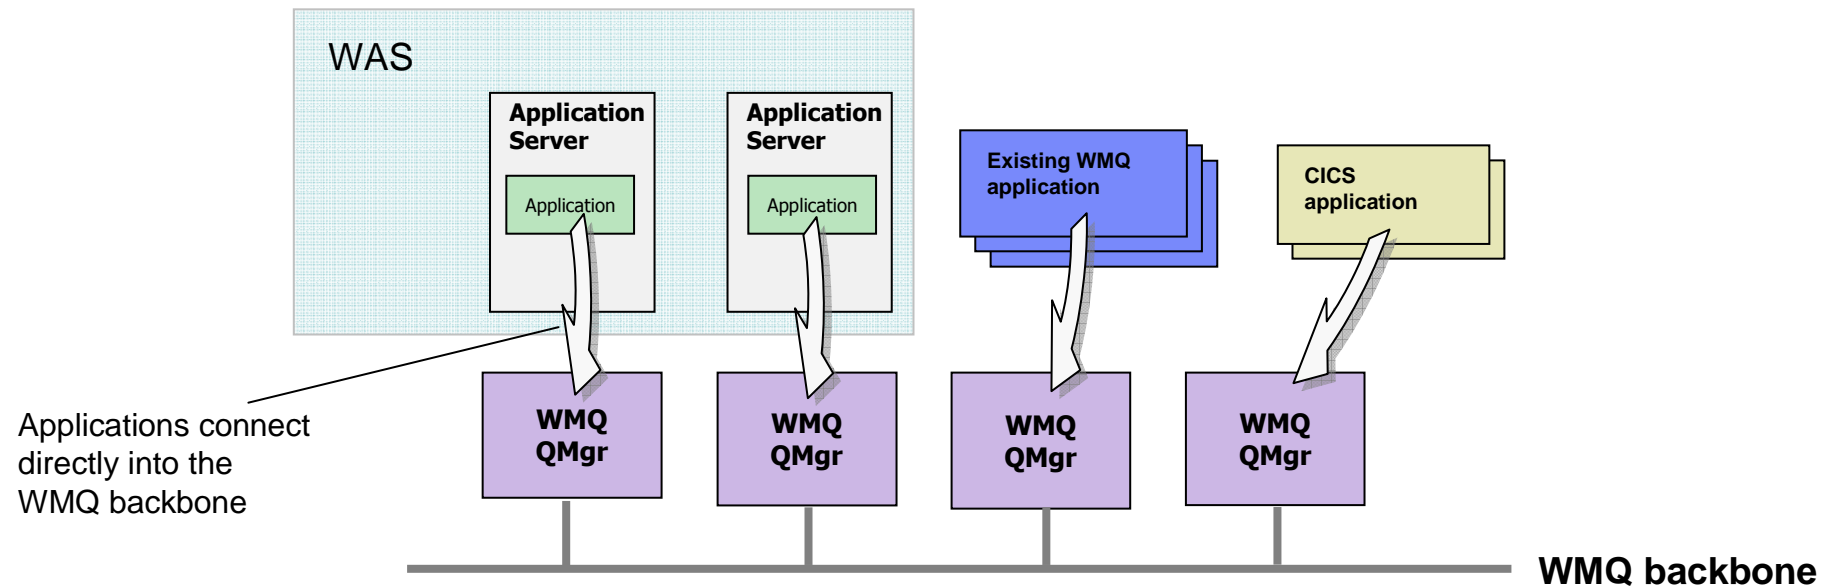 WAS
Application
Server
Application
Application
Server
Application
Existing WMQ
application
CICS
application
Applications connect
directly into the
WMQ backbone
WMQ
QMgr
WMQ
QMgr
WMQ
QMgr
WMQ
QMgr
WMQ backbone